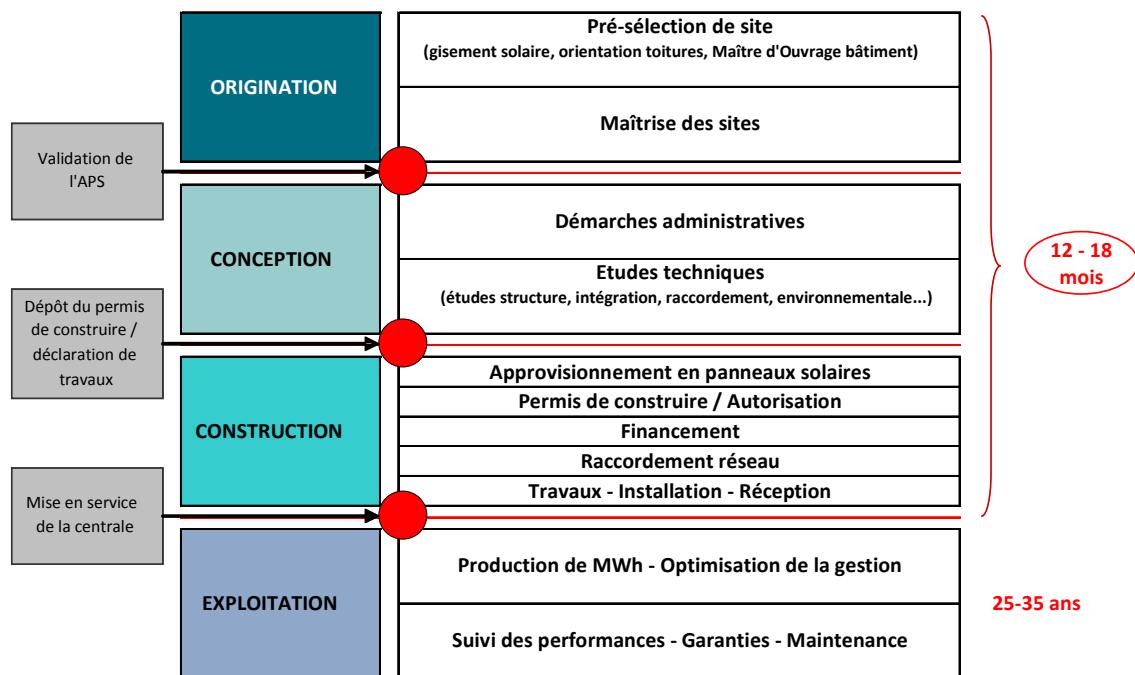 ORIGINATION
Pré-sélection de site
(gisement solaire, orientation toitures, Maître d'Ouvrage bâtiment)
Maîtrise des sites
Validation de
l'APS
CONCEPTION
Démarches administratives
Etudes techniques
(études structure, intégration, raccordement, environnementale...)
12 - 18
mois
Dépôt du permis
de construire /
déclaration de
travaux
CONSTRUCTION
Approvisionnement en panneaux solaires
Permis de construire / Autorisation
Financement
Raccordement réseau
Travaux - Installation - Réception
Mise en service
de la centrale
EXPLOITATION
Production de MWh - Optimisation de la gestion
Suivi des performances - Garanties - Maintenance
25-35 ans